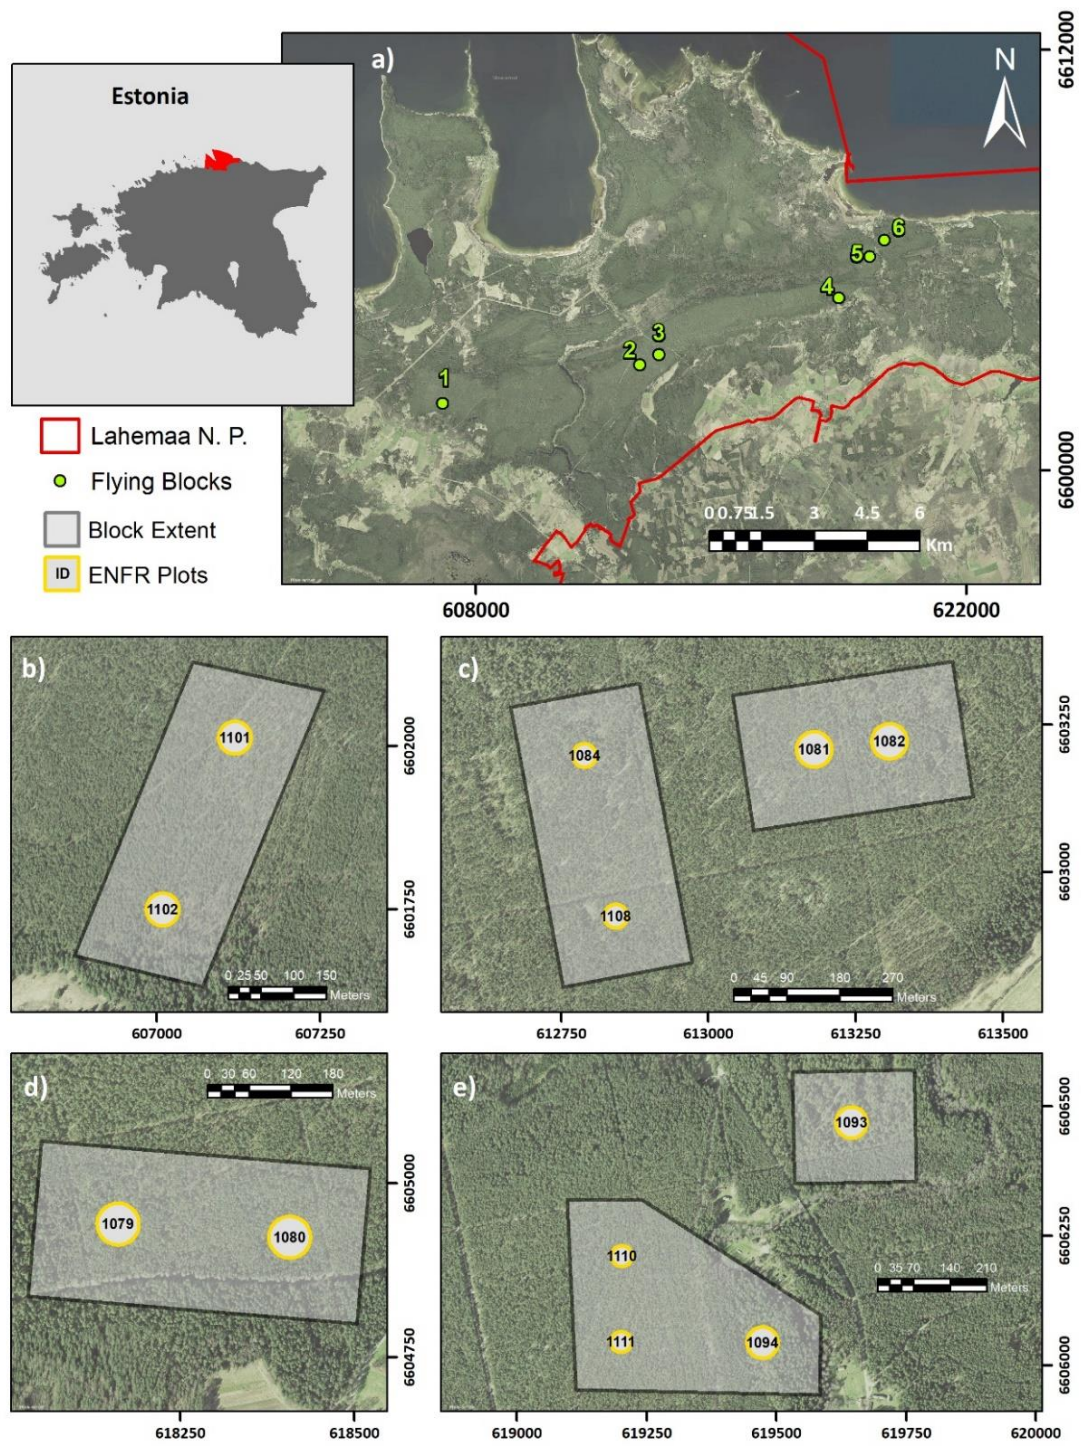 Estonia
a)
N
6612000
6600000
1
2
3
4
5
6
0 0.75 1.5 3 4.5 6
Km
608000 622000
Lahemaa N. P.
Flying Blocks
Block Extent
ID ENFR Plots
b)
1101
1102
0 25 50 100 150
Meters
6602000
6601750
607000 607250
c)
1084
1108
1081
1082
0 45 90 180 270
Meters
6603250
6603000
612750 613000 613250 613500
d)
0 30 60 120 180
Meters
1079
1080
6605000
6604750
618250 618500
e)
1093
1110
1111
1094
0 35 70 140 210
Meters
6606500
6606250
6606000
619000 619250 619500 619750 620000